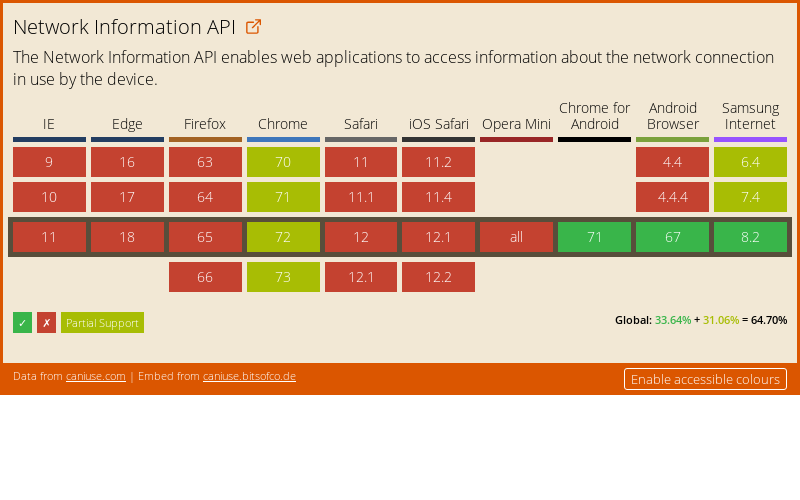 Network Information API
The Network Information API enables web applications to access information about the network connection
in use by the device.
IE Edge Firefox Chrome Safari iOS Safari Opera Mini Chrome for Android Android Browser Samsung Internet
9 16 63 70 11 11.2 4.4 6.4
10 17 64 71 11.1 11.4 4.4.4 7.4
11 18 65 72 12 12.1 all 71 67 8.2
66 73 12.1 12.2
✓ ✗ Partial Support
Global: 33.64% + 31.06% = 64.70%
Data from caniuse.com | Embed from caniuse.bitsofco.de
Enable accessible colours